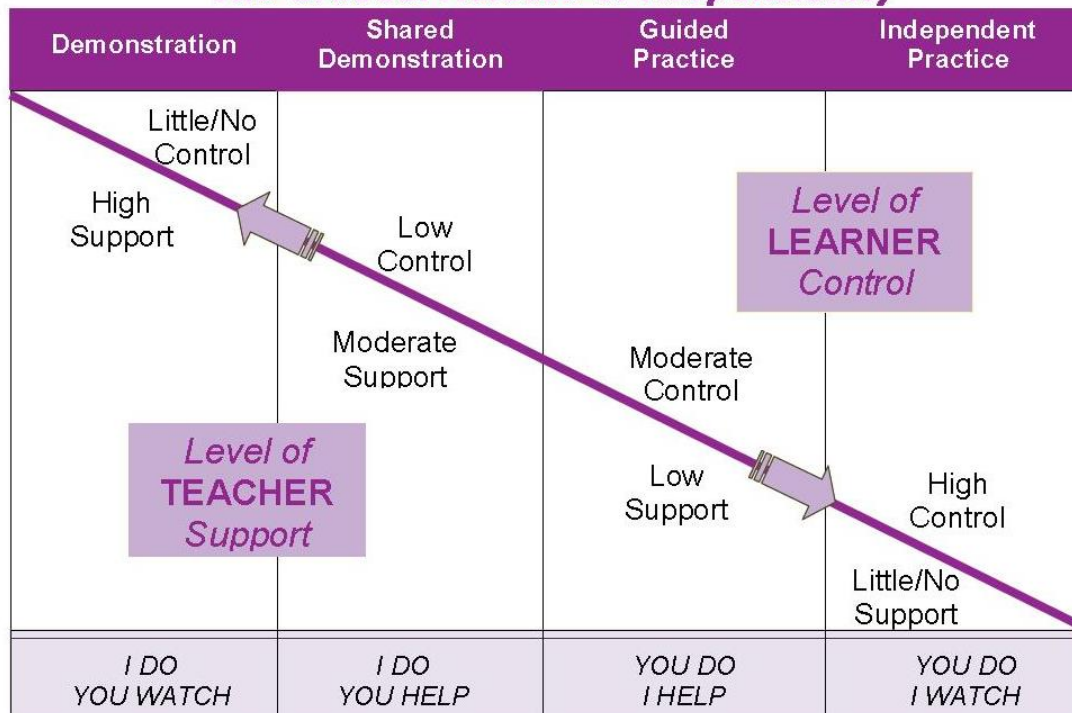 Demonstration
Shared
Demonstration
Guided
Practice
Independent
Practice
Little/No
Control
High
Support
Low
Control
Moderate
Support
Level of
LEARNER
Control
Moderate
Control
Level of
TEACHER
Support
Low
Support
High
Control
Little/No
Support
I DO
YOU WATCH
I DO
YOU HELP
YOU DO
I HELP
YOU DO
I WATCH